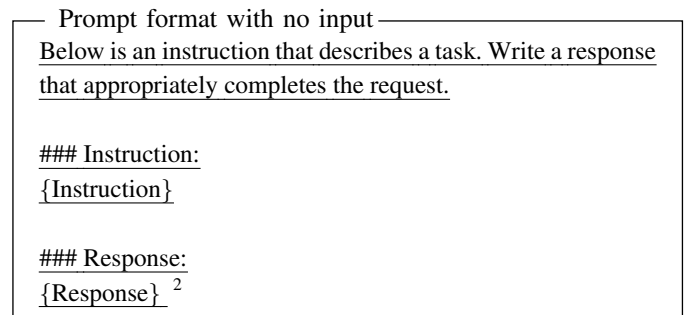 Prompt format with no input
Below is an instruction that describes a task. Write a response
that appropriately completes the request.
### Instruction:
{Instruction}
### Response:
{Response} 2